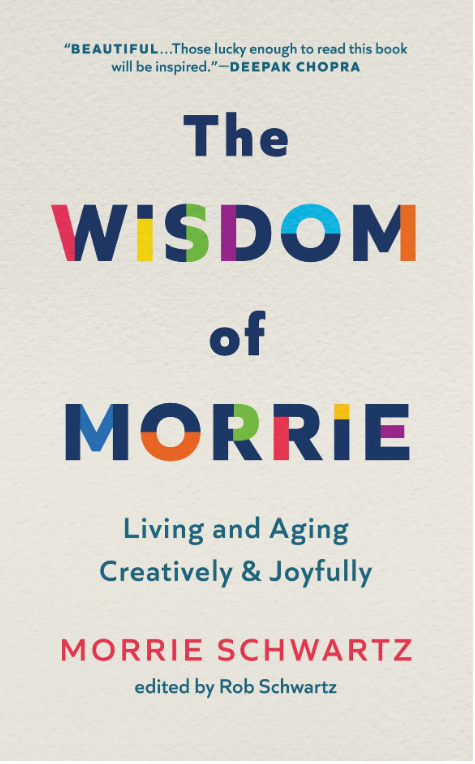 “BEAUTIFUL...Those lucky enough to read this book
will be inspired.”—DEEPAK CHOPRA
The
WiSDOM
of
MORRiE
Living and Aging
Creatively & Joyfully
MORRIE SCHWARTZ
edited by Rob Schwartz